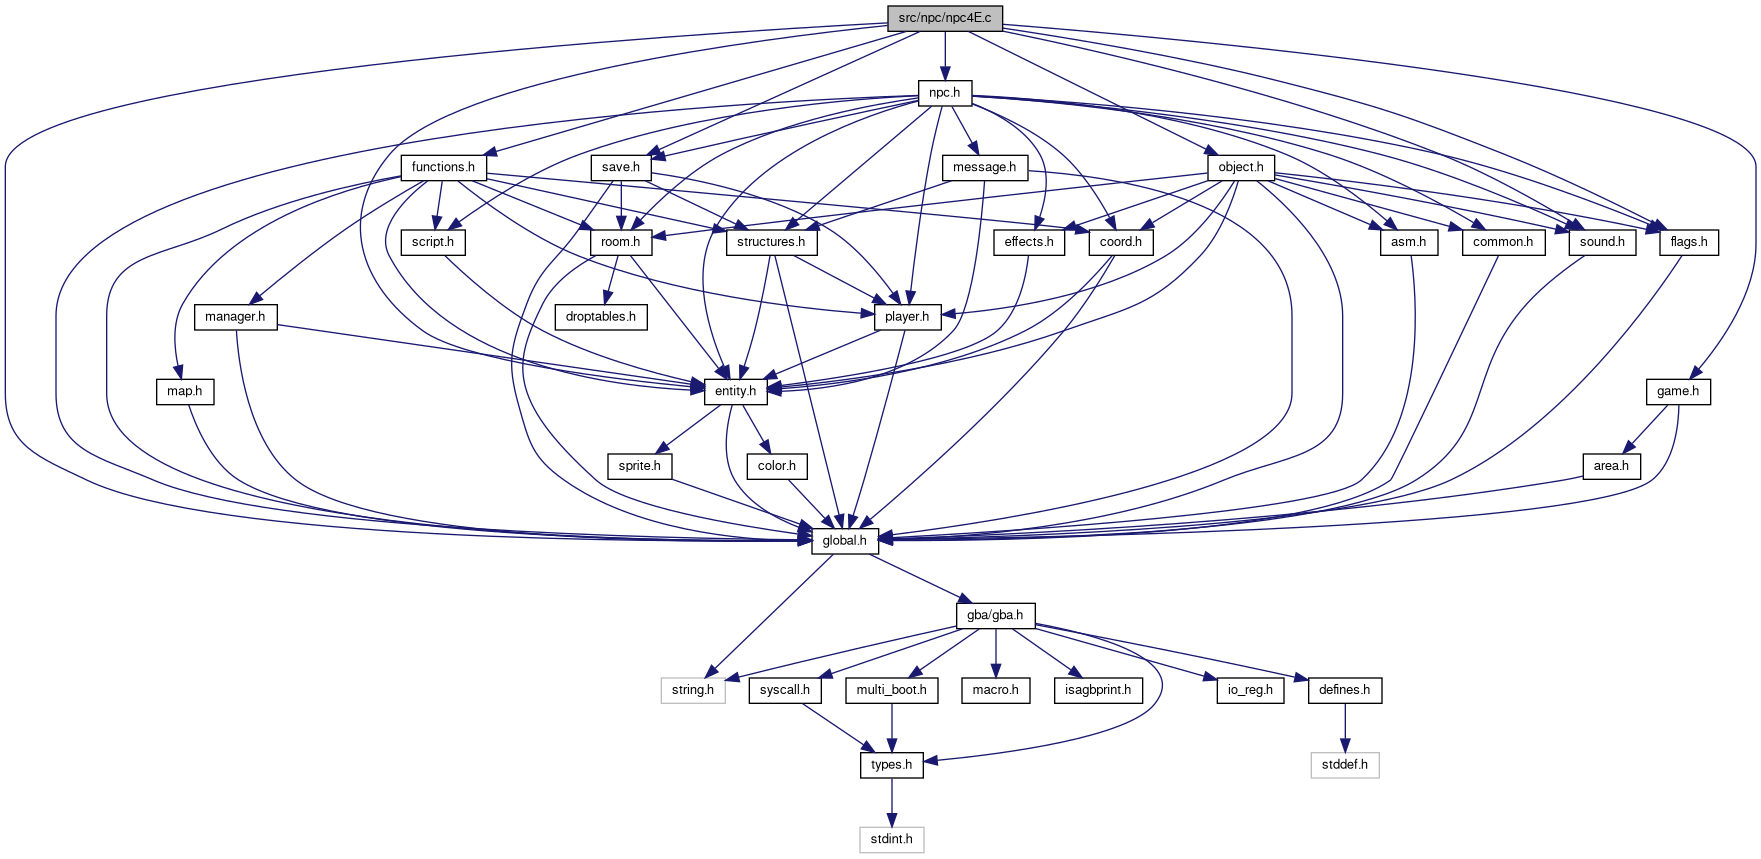 src/npc/npc4E.c
npc.h
functions.h
save.h
message.h
object.h
script.h
room.h
structures.h
effects.h
coord.h
asm.h
common.h
sound.h
flags.h
manager.h
droptables.h
player.h
map.h
entity.h
game.h
sprite.h
color.h
area.h
global.h
gba/gba.h
string.h
syscall.h
multi_boot.h
macro.h
isagbprint.h
io_reg.h
defines.h
types.h
stddef.h
stdint.h